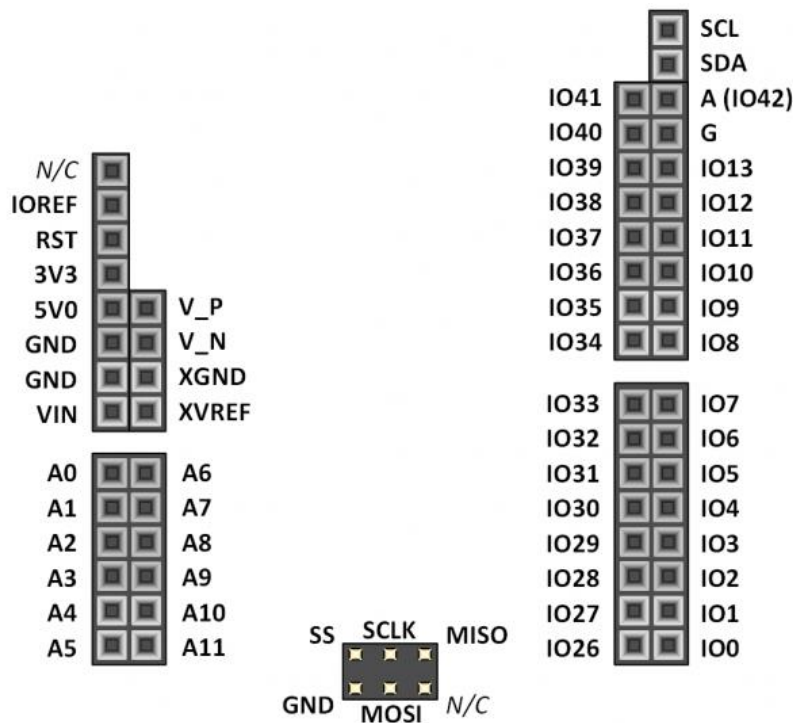 SCL
SDA
IO41 A (IO42)
IO40 G
IO39 IO13
IO38 IO12
IO37 IO11
IO36 IO10
IO35 IO9
IO34 IO8
N/C
IOREF
RST
3V3
5V0 V_P
GND V_N
GND XGND
VIN XVREF
IO33 IO7
IO32 IO6
IO31 IO5
IO30 IO4
IO29 IO3
IO28 IO2
IO27 IO1
IO26 IO0
A0 A6
A1 A7
A2 A8
A3 A9
A4 A10
A5 A11
SS SCLK MISO
GND MOSI N/C